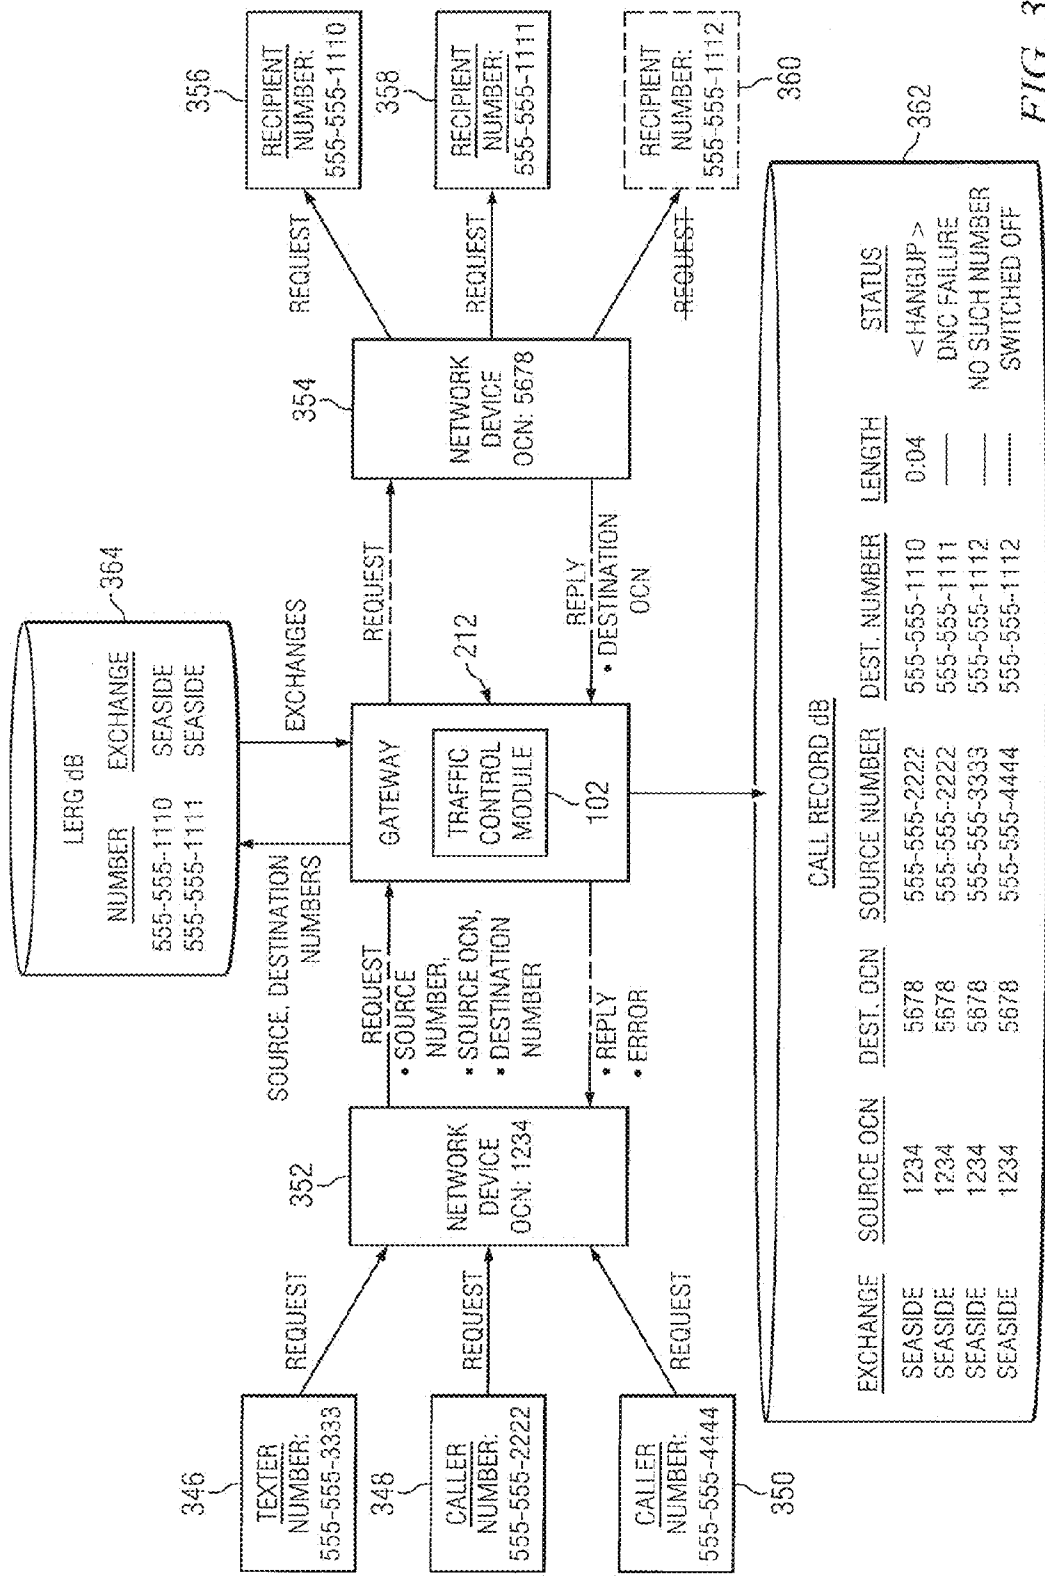 364
LERG dB
NUMBER EXCHANGE
555-555-1110 SEASIDE
555-555-1111 SEASIDE
SOURCE, DESTINATION
NUMBERS
EXCHANGES
346
TEXTER
NUMBER:
555-555-3333
348
CALLER
NUMBER:
555-555-2222
350
CALLER
NUMBER:
555-555-4444
REQUEST
REQUEST
REQUEST
352
NETWORK
DEVICE
OCN: 1234
REQUEST
• SOURCE
NUMBER,
• SOURCE OCN,
• DESTINATION
NUMBER
• REPLY
• ERROR
GATEWAY
TRAFFIC
CONTROL
MODULE
102
212
REQUEST
REPLY
• DESTINATION
OCN
354
NETWORK
DEVICE
OCN: 5678
REQUEST
REQUEST
REQUEST
356
RECIPIENT
NUMBER:
555-555-1110
358
RECIPIENT
NUMBER:
555-555-1111
RECIPIENT
NUMBER:
555-555-1112
360
362
CALL RECORD dB
EXCHANGE SOURCE OCN DEST. OCN SOURCE NUMBER DEST. NUMBER LENGTH STATUS
SEASIDE 1234 5678 555-555-2222 555-555-1110 0:04 <HANGUP>
SEASIDE 1234 5678 555-555-2222 555-555-1111 —— DNC FAILURE
SEASIDE 1234 5678 555-555-3333 555-555-1112 —— NO SUCH NUMBER
SEASIDE 1234 5678 555-555-4444 555-555-1112 —— SWITCHED OFF
FIG. 3